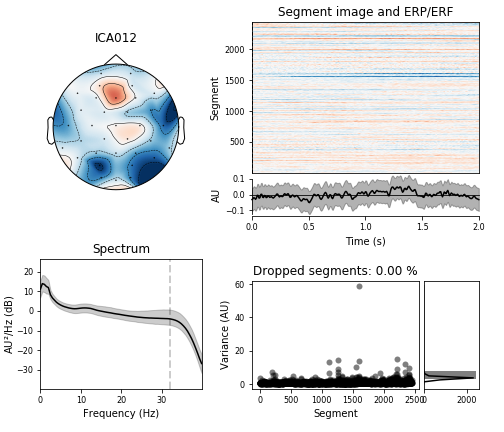 ICA012
Segment image and ERP/ERF
Segment
2000
1500
1000
500
AU
0.1
0.0
−0.1
0.0 0.5 1.0 1.5 2.0
Time (s)
Spectrum
AU²/Hz (dB)
20
10
0
−10
−20
−30
0 10 20 30
Frequency (Hz)
Dropped segments: 0.00 %
Variance (AU)
60
40
20
0
0 500 1000 1500 2000 2500
Segment
0 2000